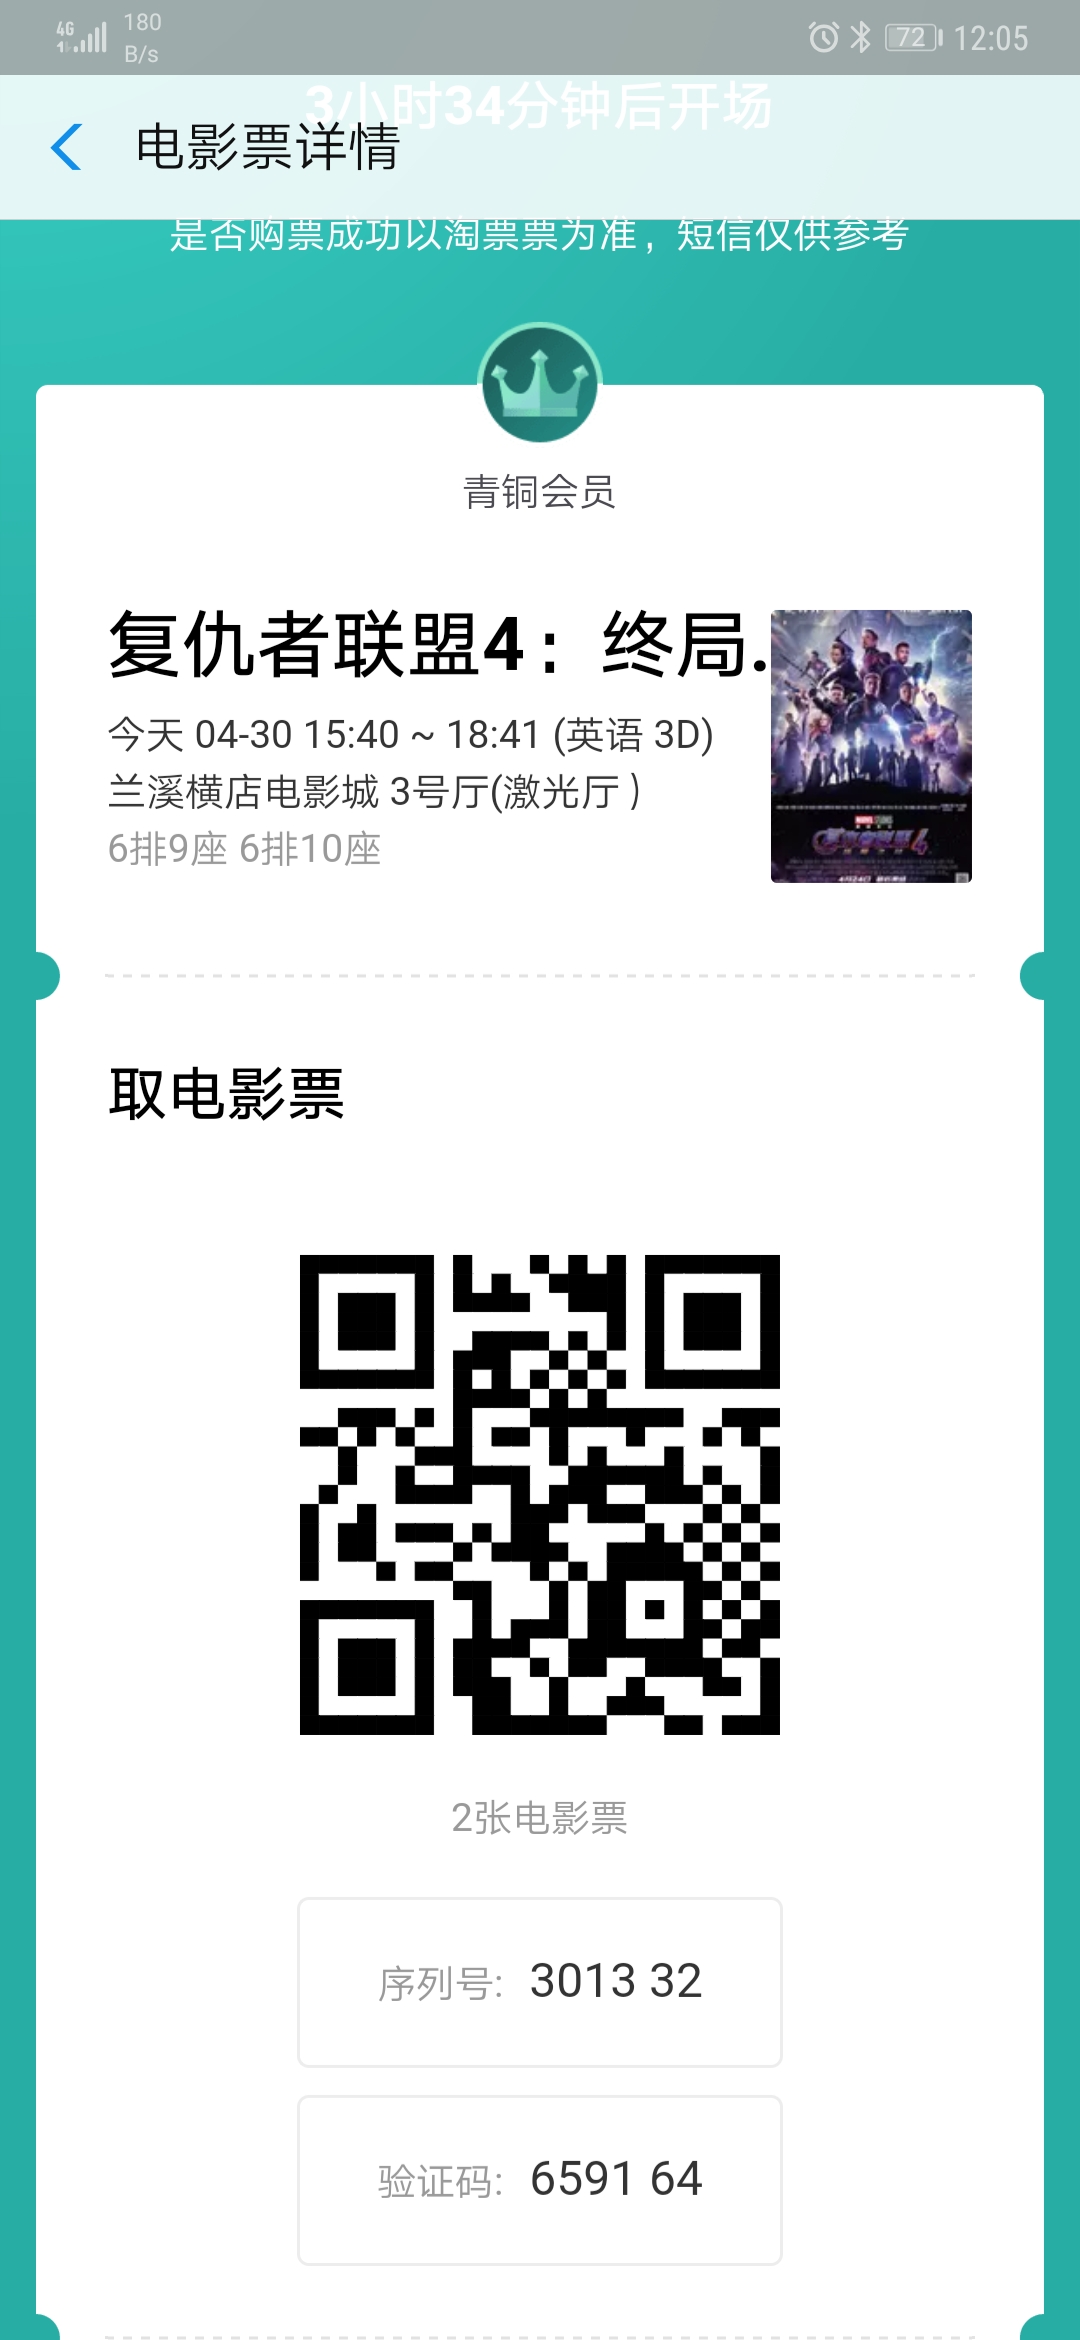 4G
180
B/s
72
12:05
3小时34分钟后开场
电影票详情
是否购票成功以淘票票为准，短信仅供参考
青铜会员
复仇者联盟4：终局.
今天 04-30 15:40 ~ 18:41 (英语 3D)
兰溪横店电影城 3号厅(激光厅 )
6排9座 6排10座
MARVEL STUDIOS
取电影票
2张电影票
序列号: 3013 32
验证码: 6591 64